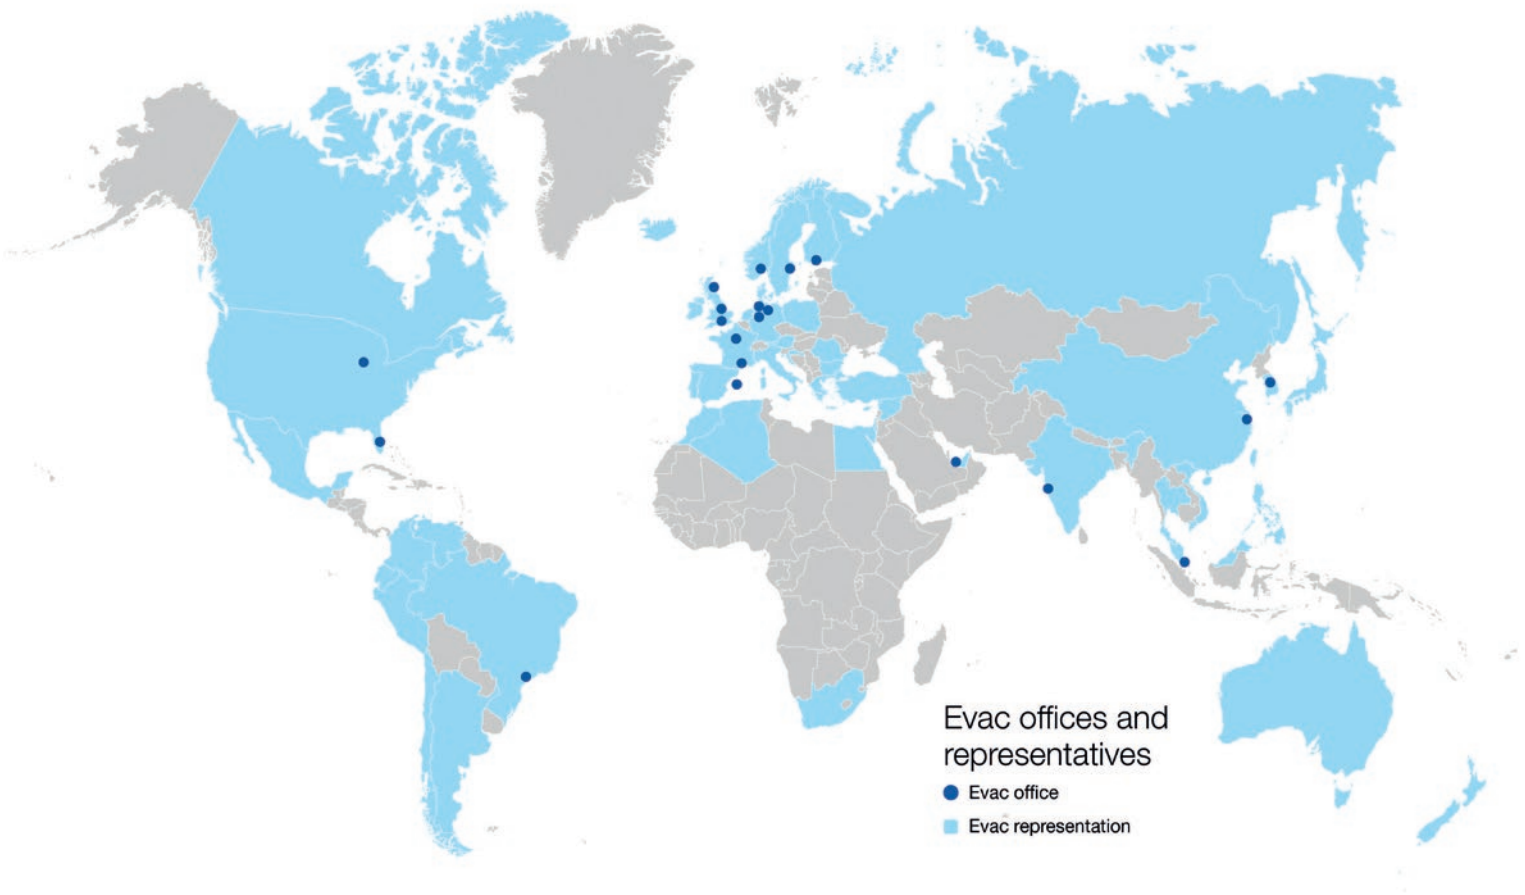 Evac offices and
representatives
Evac office
Evac representation